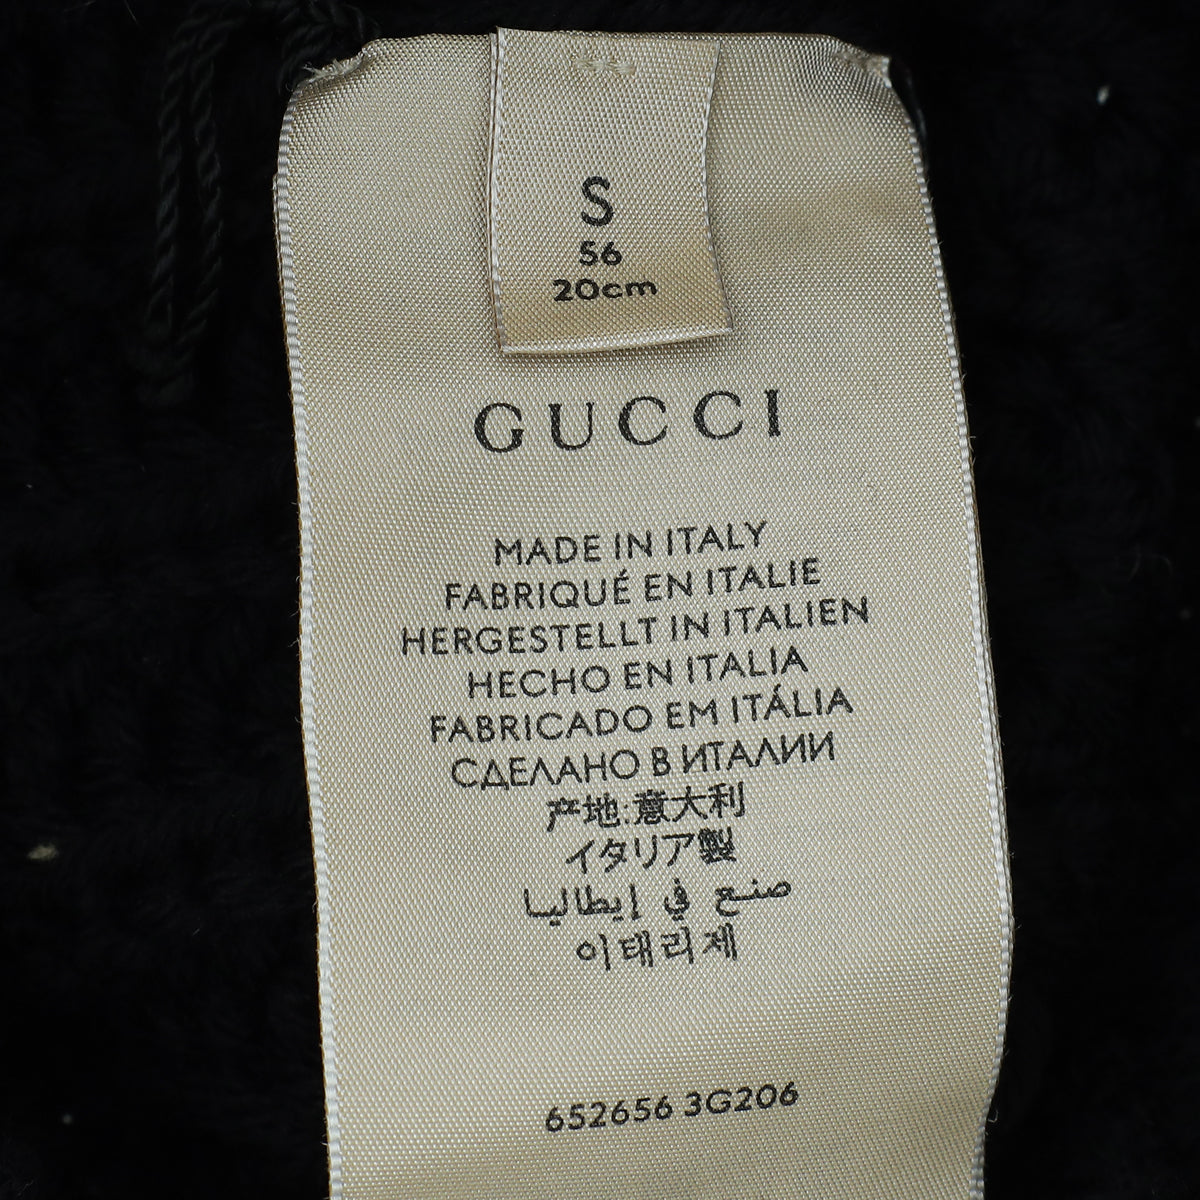 S
56
20cm
GUCCI
MADE IN ITALY
FABRIQUÉ EN ITALIE
HERGESTELLT IN ITALIEN
HECHO EN ITALIA
FABRICADO EM ITÁLIA
СДЕЛАНО В ИТАЛИИ
产地:意大利
イタリア製
صنع في إيطاليا
이태리제
652656 3G206